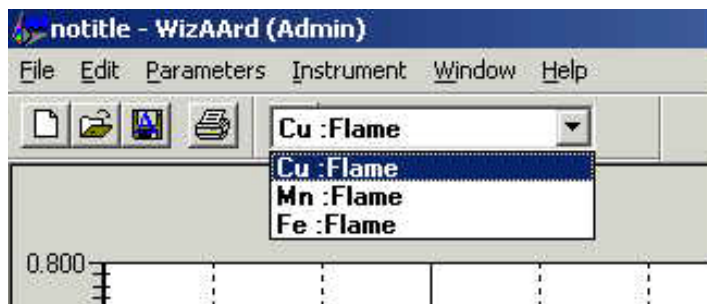 notitle - WizAArd (Admin)
File Edit Parameters Instrument Window Help
Cu :Flame
Cu :Flame
Mn :Flame
Fe :Flame
0.800